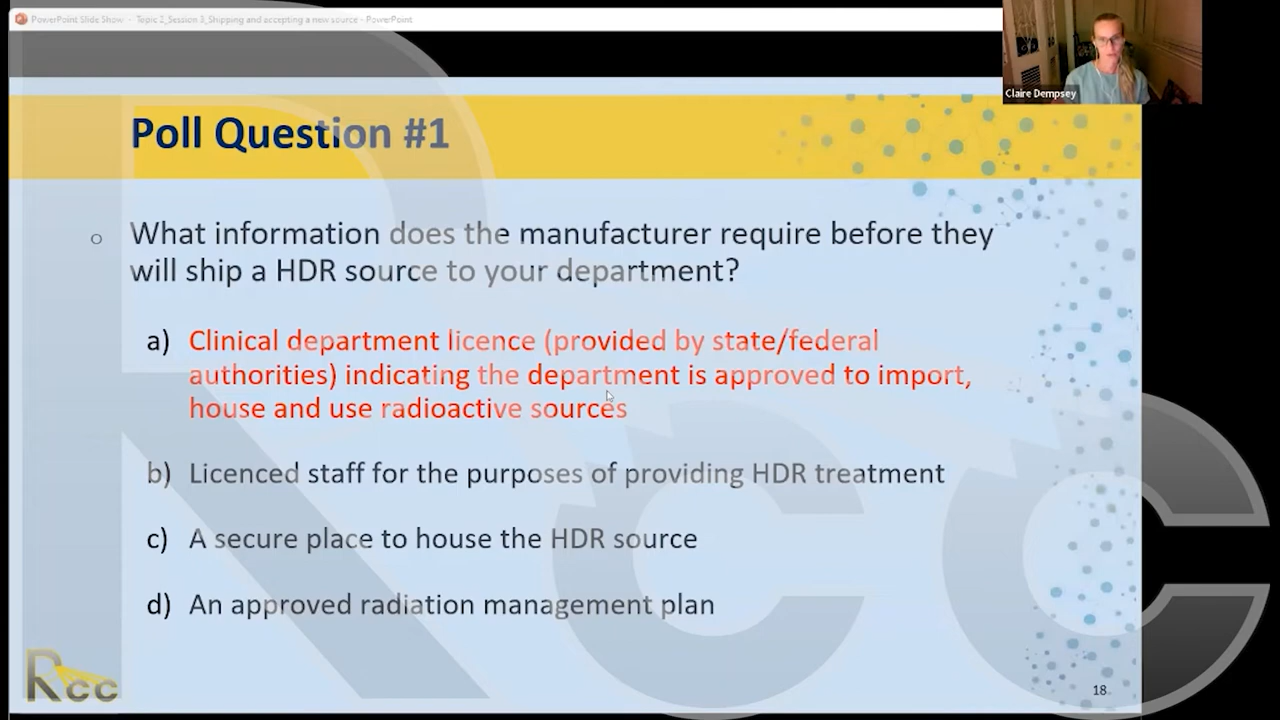 PowerPoint Slide Show - Topic 2_Session 3_Shipping and accepting a new source - PowerPoint
Claire Dempsey
Poll Question #1
o What information does the manufacturer require before they
will ship a HDR source to your department?
a) Clinical department licence (provided by state/federal
authorities) indicating the department is approved to import,
house and use radioactive sources
b) Licenced staff for the purposes of providing HDR treatment
c) A secure place to house the HDR source
d) An approved radiation management plan
Rcc
18
Rcc